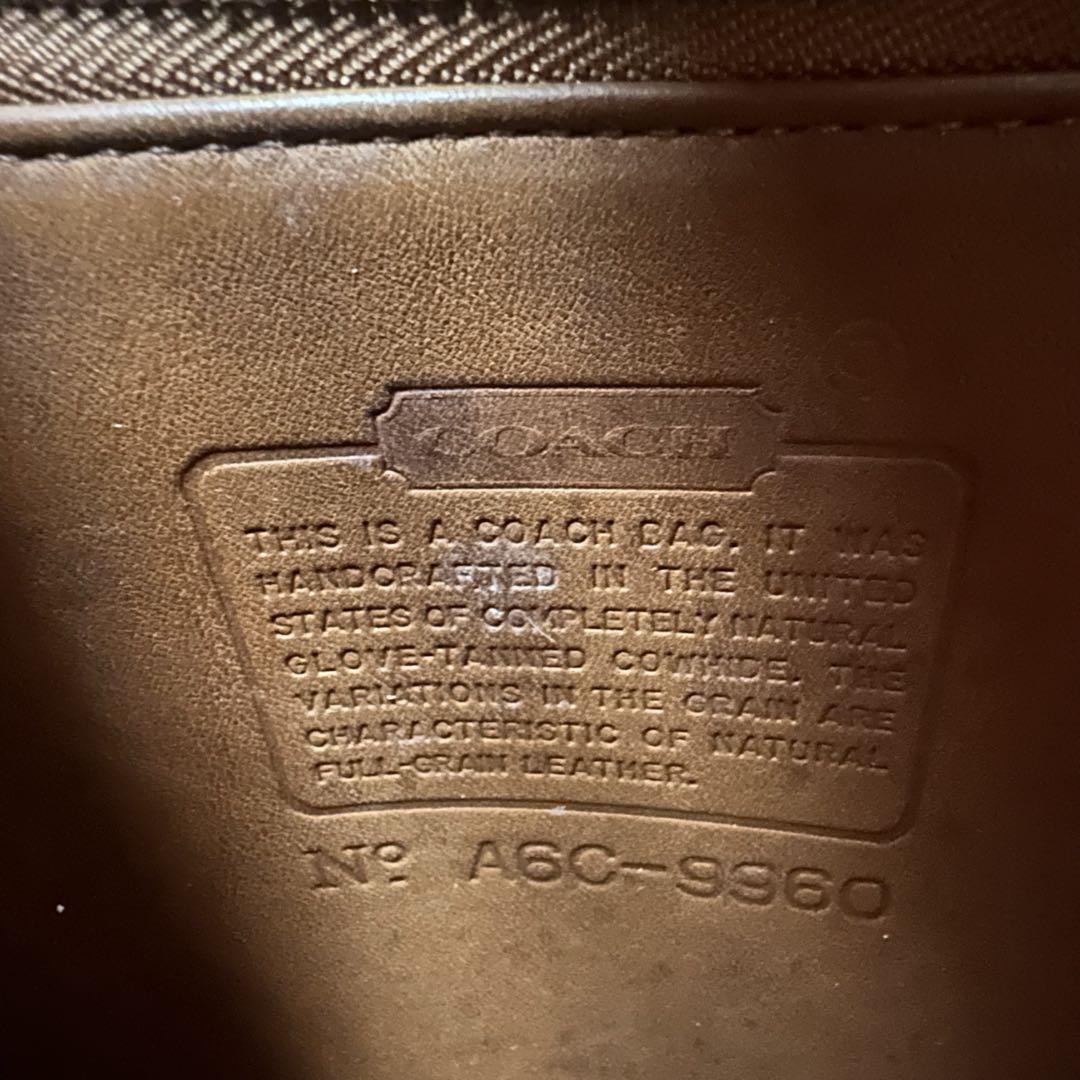 COACH
THIS IS A COACH BAG. IT WAS
HANDCRAFTED IN THE UNITED
STATES OF COMPLETELY NATURAL
GLOVE-TANNED COWHIDE. THE
VARIATIONS IN THE GRAIN ARE
CHARACTERISTIC OF NATURAL
FULL-GRAIN LEATHER.
Nº A6C-9960